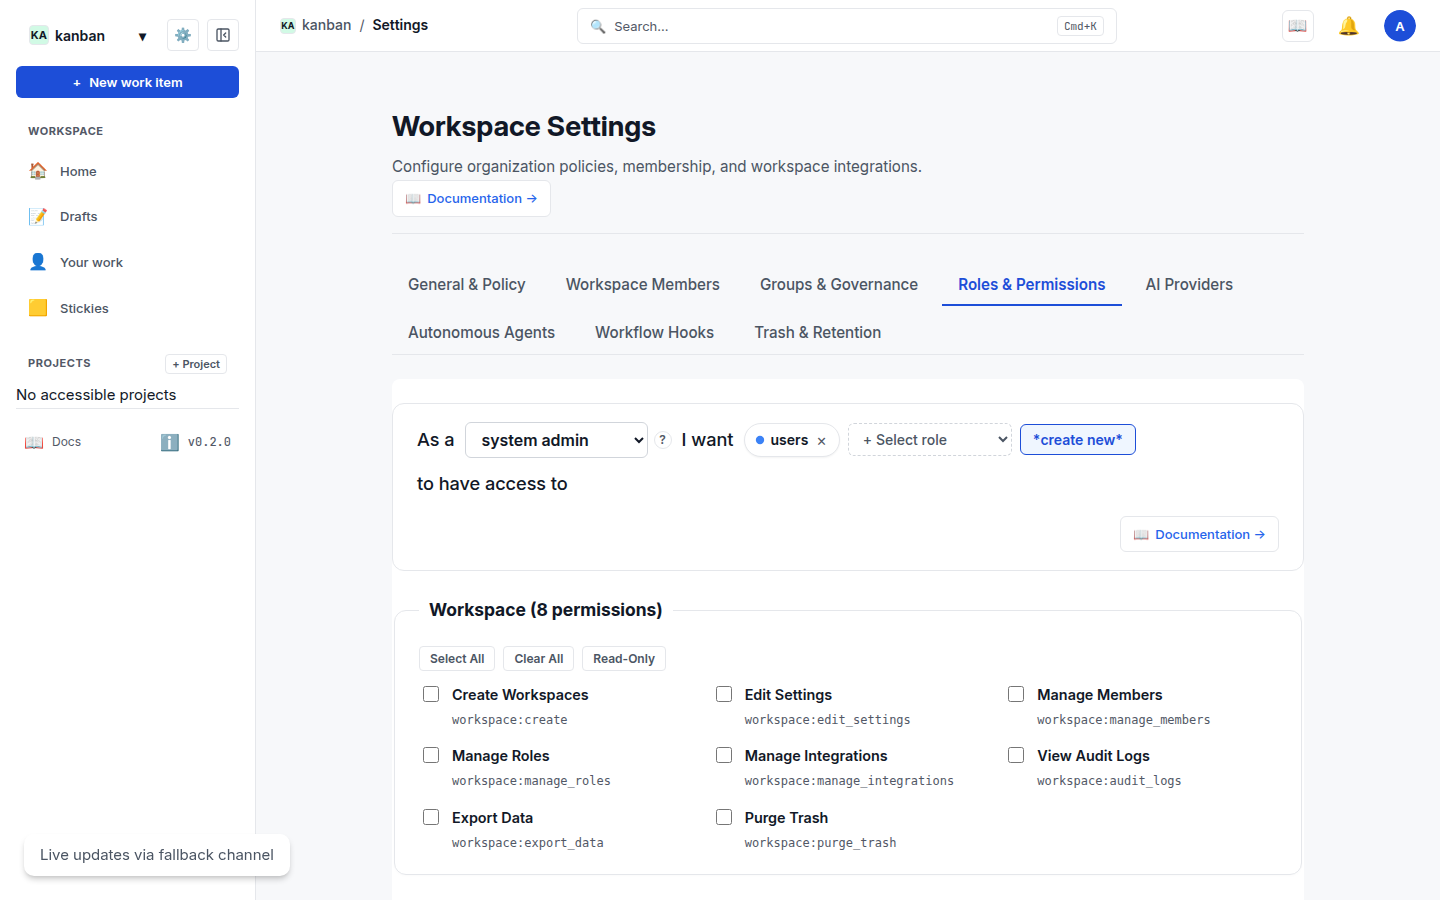 KA kanban ▼
+ New work item
WORKSPACE
Home
Drafts
Your work
Stickies
PROJECTS + Project
No accessible projects
Docs v0.2.0
Live updates via fallback channel
KA kanban / Settings
Search... Cmd+K
A
Workspace Settings
Configure organization policies, membership, and workspace integrations.
Documentation →
General & Policy Workspace Members Groups & Governance Roles & Permissions AI Providers
Autonomous Agents Workflow Hooks Trash & Retention
As a system admin ? I want users × + Select role *create new*
to have access to
Documentation →
Workspace (8 permissions)
Select All Clear All Read-Only
Create Workspaces Edit Settings Manage Members
workspace:create workspace:edit_settings workspace:manage_members
Manage Roles Manage Integrations View Audit Logs
workspace:manage_roles workspace:manage_integrations workspace:audit_logs
Export Data Purge Trash
workspace:export_data workspace:purge_trash